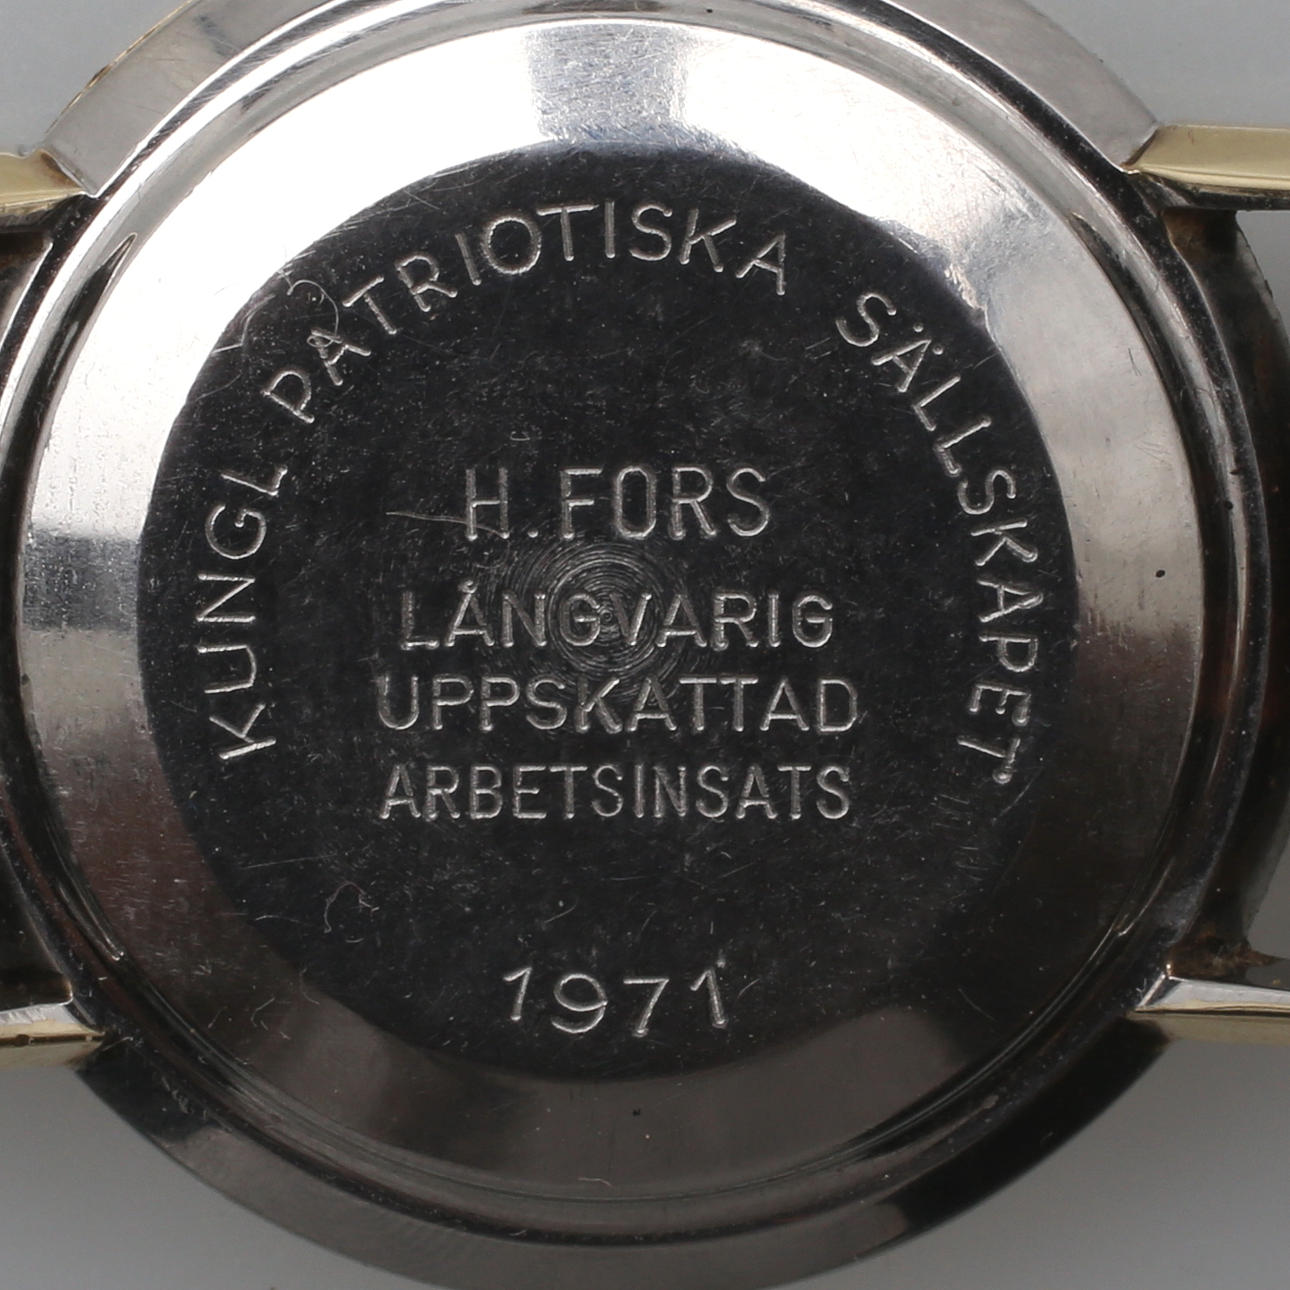 KUNGL PATRIOTISKA SÄLLSKAPET
H. FORS
LÅNGVARIG
UPPSKATTAD
ARBETSINSATS
1971